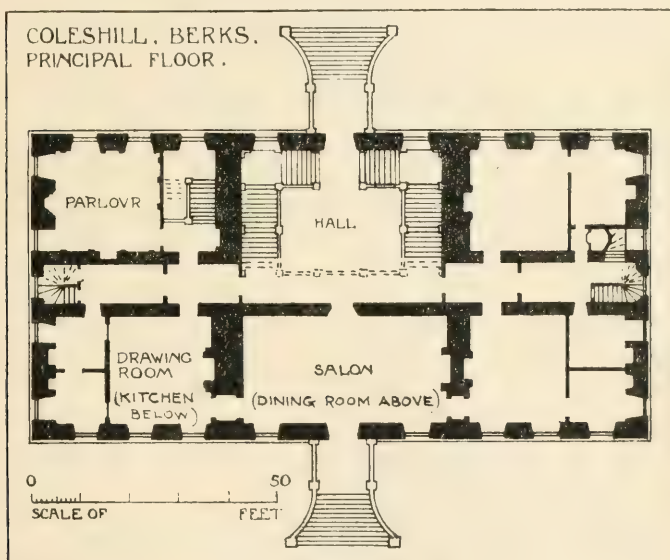 COLESHILL, BERKS.
PRINCIPAL FLOOR.
PARLOVR
HALL
DRAWING
ROOM
(KITCHEN
BELOW)
SALON
(DINING ROOM ABOVE)
0 50
SCALE OF FEET